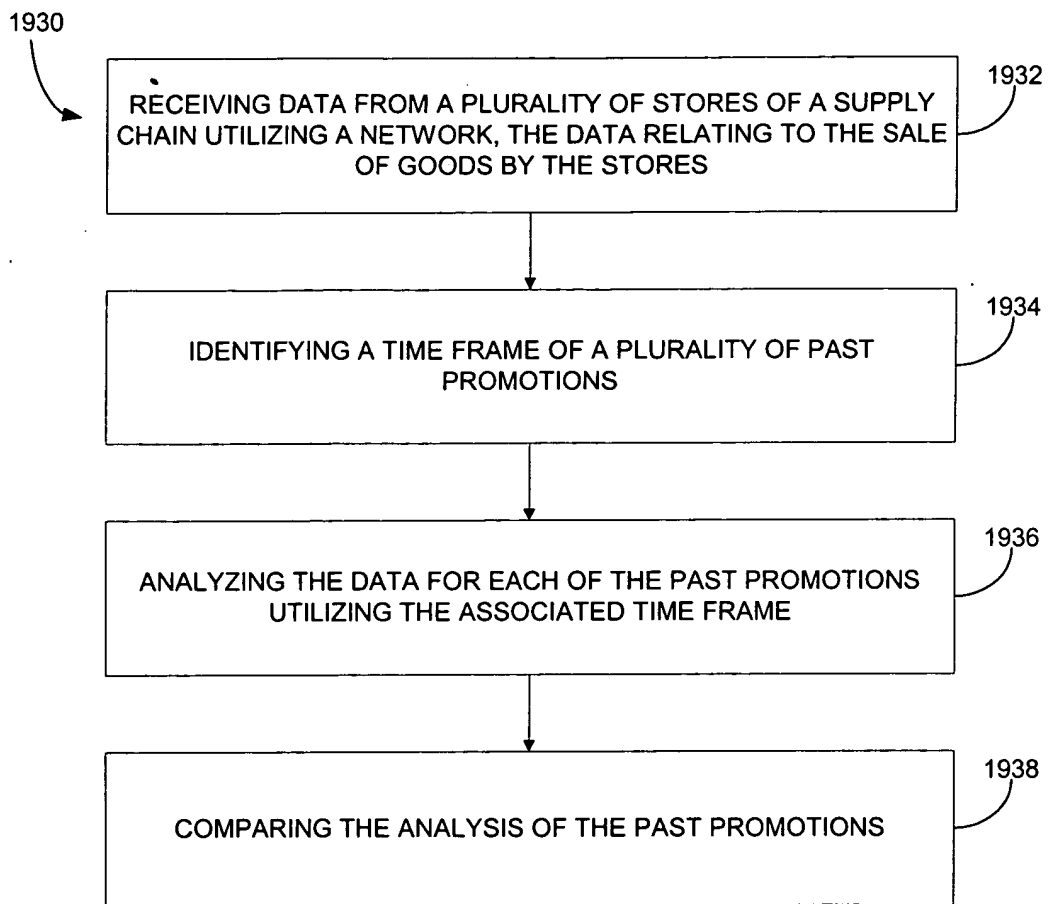 1930
1932
RECEIVING DATA FROM A PLURALITY OF STORES OF A SUPPLY
CHAIN UTILIZING A NETWORK, THE DATA RELATING TO THE SALE
OF GOODS BY THE STORES
1934
IDENTIFYING A TIME FRAME OF A PLURALITY OF PAST
PROMOTIONS
1936
ANALYZING THE DATA FOR EACH OF THE PAST PROMOTIONS
UTILIZING THE ASSOCIATED TIME FRAME
1938
COMPARING THE ANALYSIS OF THE PAST PROMOTIONS